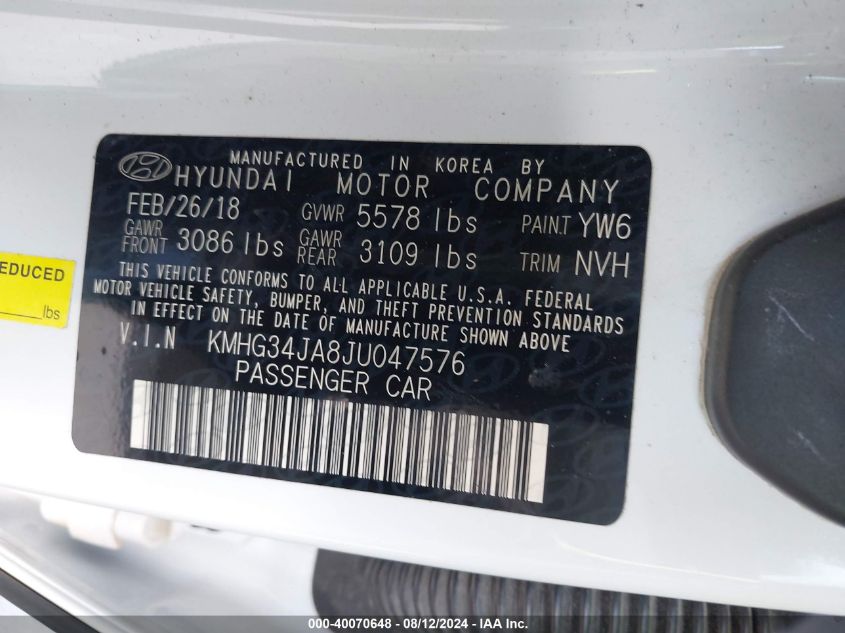 MANUFACTURED IN KOREA BY
HYUNDAI MOTOR COMPANY
FEB/26/18 GVWR 5578 lbs PAINT YW6
GAWR FRONT 3086 lbs GAWR REAR 3109 lbs TRIM NVH
THIS VEHICLE CONFORMS TO ALL APPLICABLE U.S.A. FEDERAL
MOTOR VEHICLE SAFETY, BUMPER, AND THEFT PREVENTION STANDARDS
IN EFFECT ON THE DATE OF MANUFACTURE SHOWN ABOVE
V.I.N KMHG34JA8JU047576
PASSENGER CAR
EDUCED
lbs
000-40070648 - 08/12/2024 - IAA Inc.